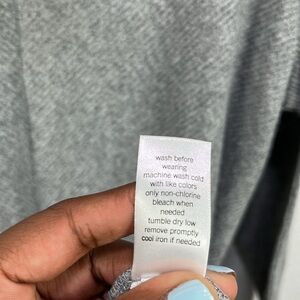 wash before
wearing
machine wash cold
with like colors
only non-chlorine
bleach when
needed
tumble dry low
remove promptly
cool iron if needed